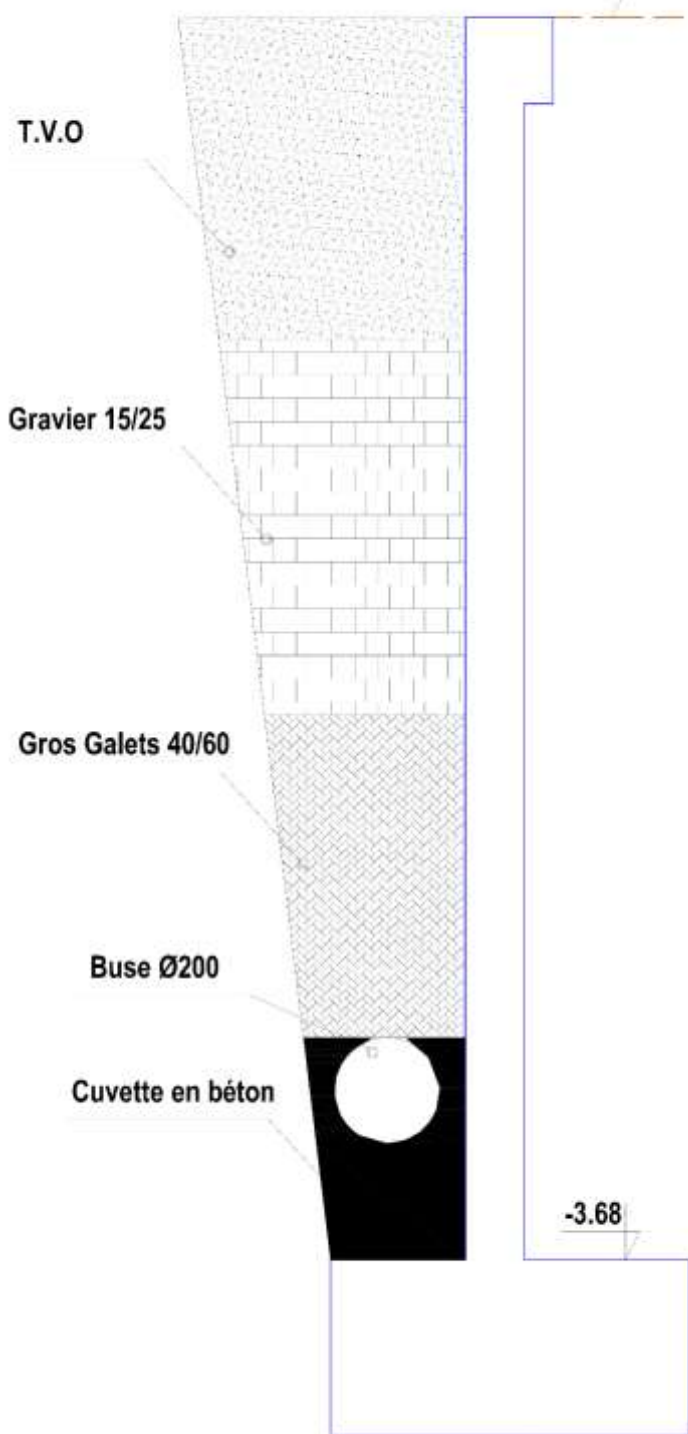 T.V.O
Gravier 15/25
Gros Galets 40/60
Buse Ø200
Cuvette en béton
-3.68